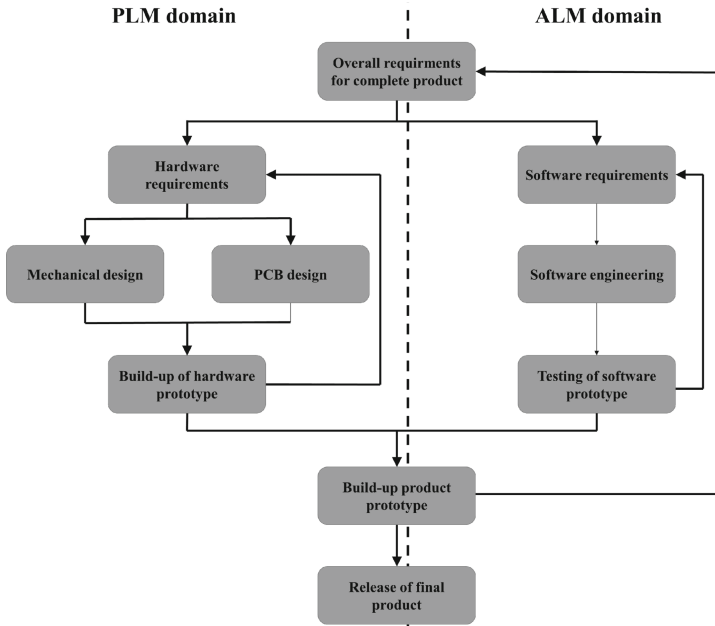 PLM domain
ALM domain
Overall requirments
for complete product
Hardware
requirements
Software requirements
Mechanical design
PCB design
Software engineering
Build-up of hardware
prototype
Testing of software
prototype
Build-up product
prototype
Release of final
product